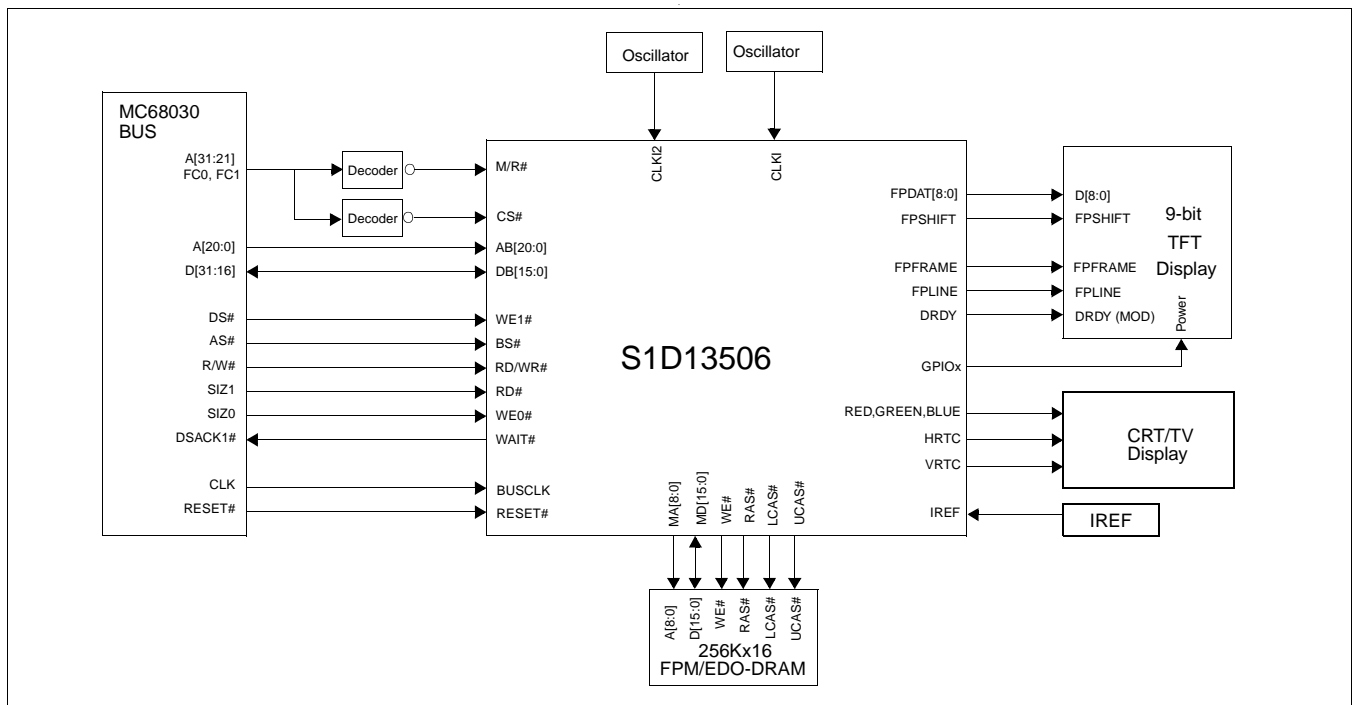 Oscillator
Oscillator
MC68030
BUS
A[31:21]
FC0, FC1
A[20:0]
D[31:16]
DS#
AS#
R/W#
SIZ1
SIZ0
DSACK1#
CLK
RESET#
Decoder
Decoder
M/R#
CS#
AB[20:0]
DB[15:0]
WE1#
BS#
RD/WR#
RD#
WE0#
WAIT#
BUSCLK
RESET#
CLKI2
CLKI
S1D13506
FPDAT[8:0]
FPSHIFT
FPFRAME
FPLINE
DRDY
GPIOx
RED,GREEN,BLUE
HRTC
VRTC
IREF
D[8:0]
FPSHIFT
FPFRAME
FPLINE
DRDY (MOD)
9-bit
TFT
Display
Power
CRT/TV
Display
IREF
MA[8:0]
MD[15:0]
WE#
RAS#
LCAS#
UCAS#
A[8:0]
D[15:0]
WE#
RAS#
LCAS#
UCAS#
256Kx16
FPM/EDO-DRAM